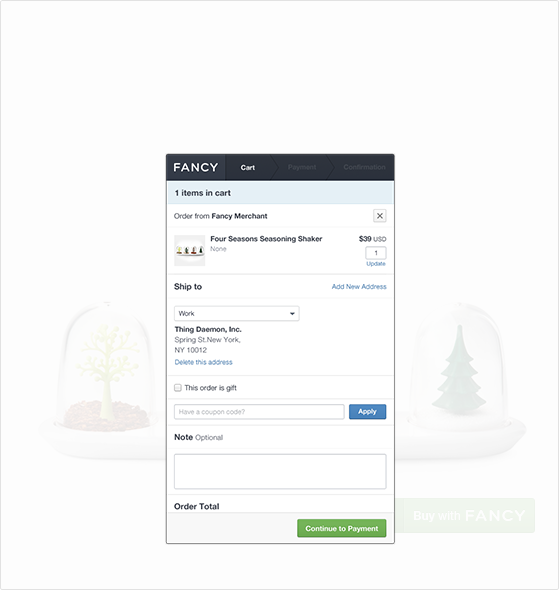 FANCY Cart Payment Confirmation
1 items in cart
Order from Fancy Merchant
Four Seasons Seasoning Shaker $39 USD
None
1
Update
Ship to Add New Address
Work
Thing Daemon, Inc.
Spring St.New York,
NY 10012
Delete this address
This order is gift
Have a coupon code? Apply
Note Optional
Order Total
Buy with FANCY
Continue to Payment